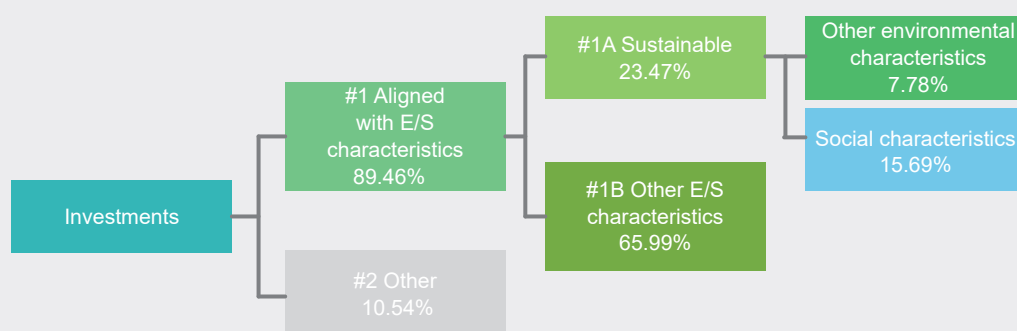 Investments
#1 Aligned
with E/S
characteristics
89.46%
#2 Other
10.54%
#1A Sustainable
23.47%
#1B Other E/S
characteristics
65.99%
Other environmental
characteristics
7.78%
Social characteristics
15.69%